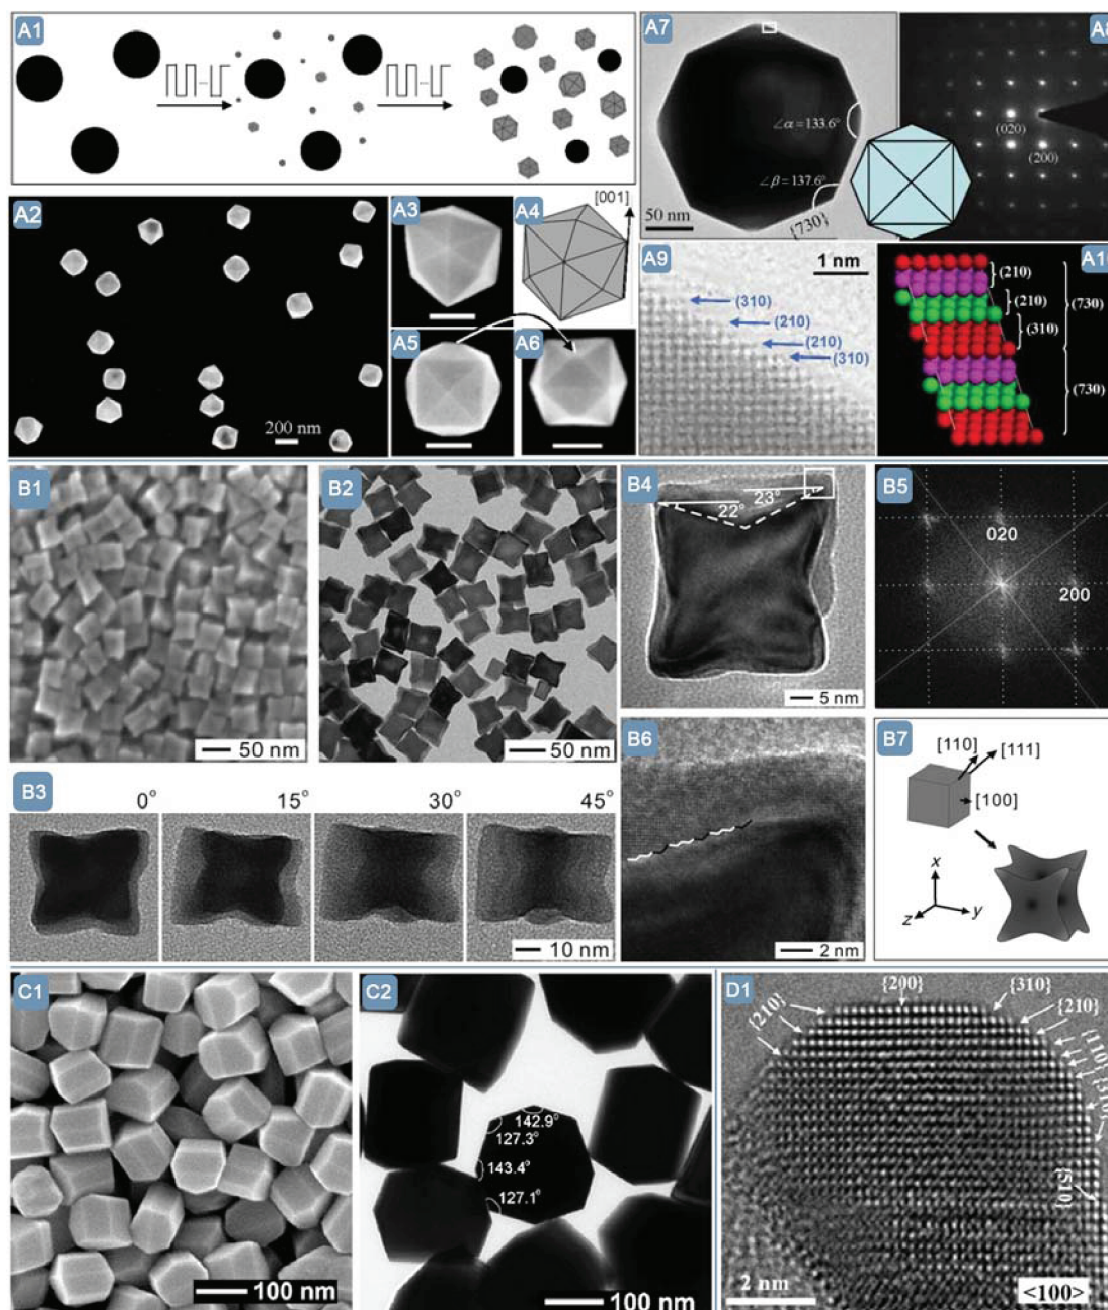 A1
A2
200 nm
A3
A4
[001]
A5
A6
A7
∠α=133.6°
∠β=137.6°
{730}
50 nm
(020)
(200)
A9
1 nm
(310)
(210)
(210)
(310)
(210)
(210)
(310)
(730)
(730)
B1
50 nm
B2
50 nm
B3
0° 15° 30° 45°
10 nm
B4
23°
22°
5 nm
B5
020
200
B6
2 nm
B7
[110]
[111]
[100]
x
z
y
C1
100 nm
C2
142.9°
127.3°
143.4°
127.1°
100 nm
D1
{200}
{310}
{210}
{210}
{110}
{510}
2 nm
<100>